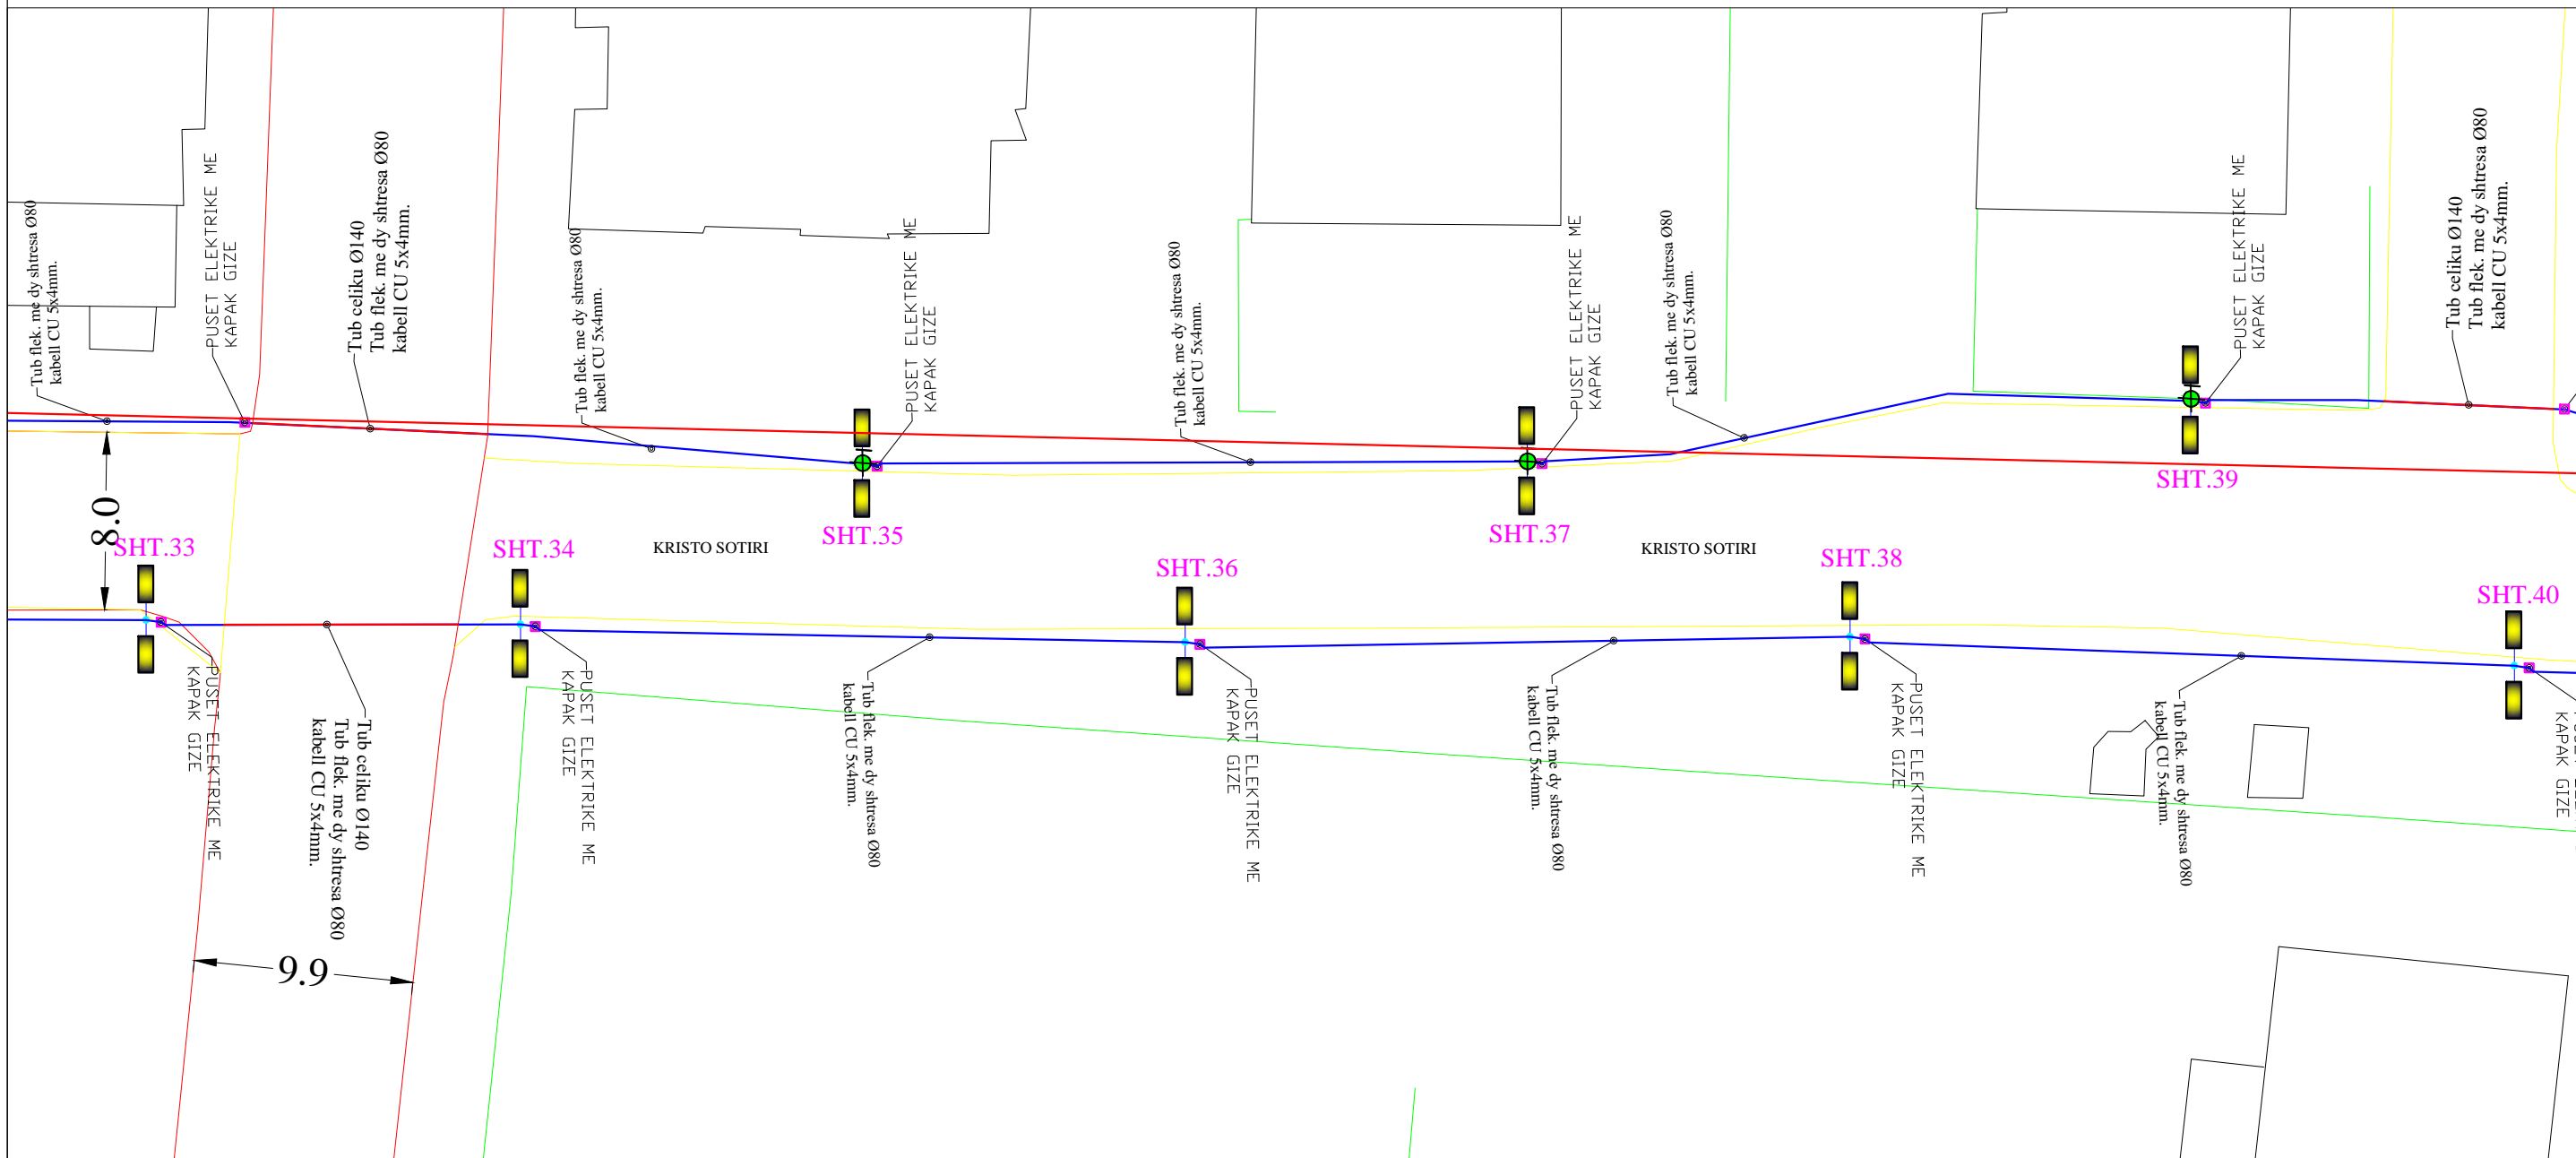 Tub flek. me dy shtresa Ø80
kabell CU 5x4mm.
PUSET ELEKTRIKE ME
KAPAK GIZE
Tub celiku Ø140
Tub flek. me dy shtresa Ø80
kabell CU 5x4mm.
Tub flek. me dy shtresa Ø80
kabell CU 5x4mm.
PUSET ELEKTRIKE ME
KAPAK GIZE
Tub flek. me dy shtresa Ø80
kabell CU 5x4mm.
PUSET ELEKTRIKE ME
KAPAK GIZE
Tub flek. me dy shtresa Ø80
kabell CU 5x4mm.
PUSET ELEKTRIKE ME
KAPAK GIZE
Tub celiku Ø140
Tub flek. me dy shtresa Ø80
kabell CU 5x4mm.
8.0
SHT.33
SHT.34
KRISTO SOTIRI
SHT.35
SHT.36
SHT.37
KRISTO SOTIRI
SHT.38
SHT.39
SHT.40
PUSET ELEKTRIKE ME
KAPAK GIZE
Tub celiku Ø140
Tub flek. me dy shtresa Ø80
kabell CU 5x4mm.
PUSET ELEKTRIKE ME
KAPAK GIZE
Tub flek. me dy shtresa Ø80
kabell CU 5x4mm.
PUSET ELEKTRIKE ME
KAPAK GIZE
Tub flek. me dy shtresa Ø80
kabell CU 5x4mm.
PUSET ELEKTRIKE ME
KAPAK GIZE
Tub flek. me dy shtresa Ø80
kabell CU 5x4mm.
KAPAK GIZE
9.9